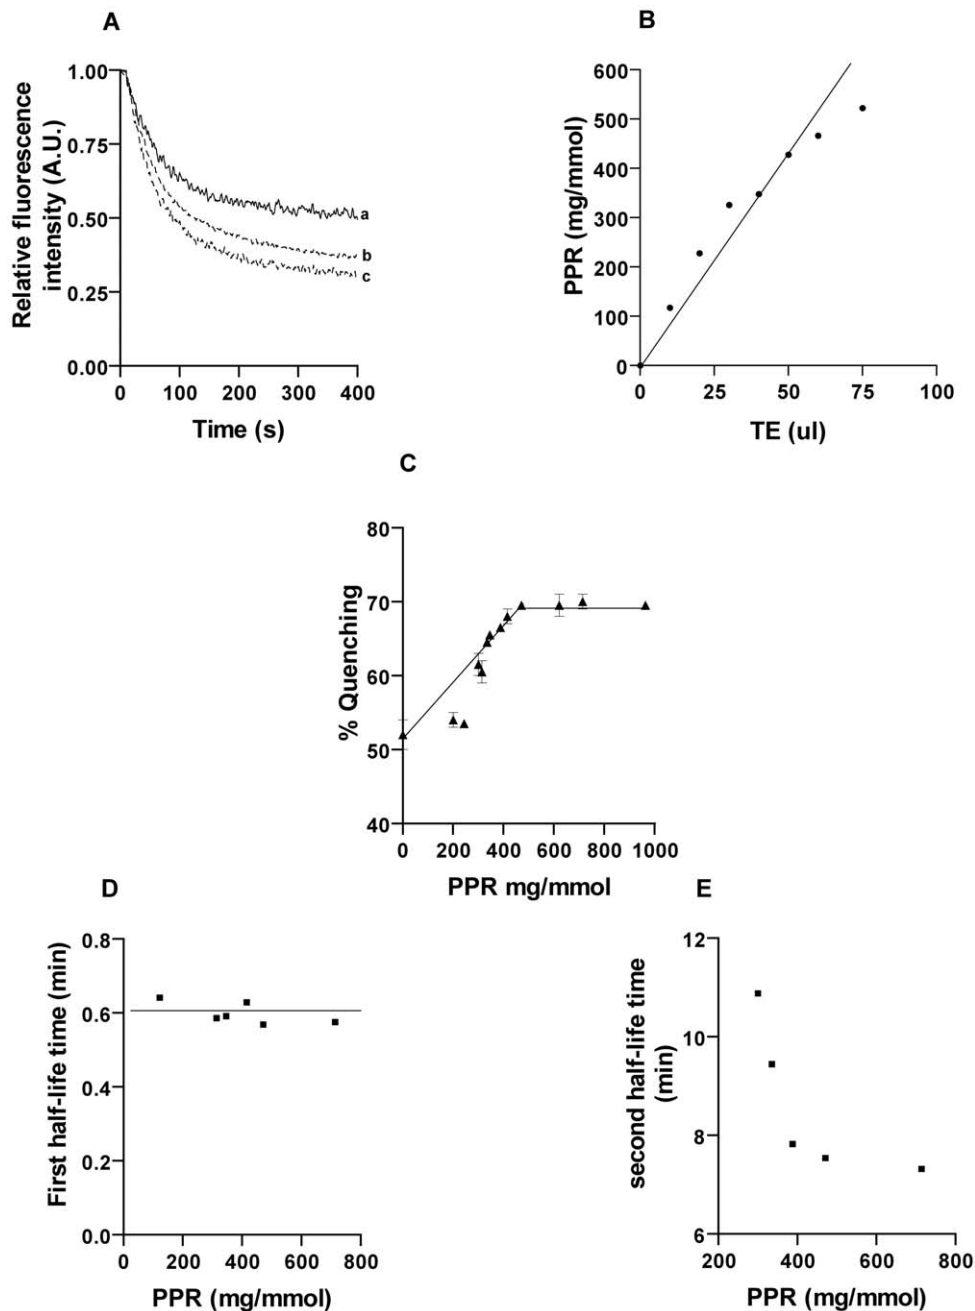 A
Relative fluorescence
intensity (A.U.)
1.00
0.75
0.50
0.25
0.00
a
b
c
0 100 200 300 400
Time (s)
B
PPR (mg/mmol)
600
500
400
300
200
100
0
0 25 50 75 100
TE (ul)
C
% Quenching
80
70
60
50
40
0 200 400 600 800 1000
PPR mg/mmol
D
First half-life time (min)
0.8
0.6
0.4
0.2
0.0
0 200 400 600 800
PPR (mg/mmol)
E
second half-life time
(min)
12
10
8
6
200 400 600 800
PPR (mg/mmol)